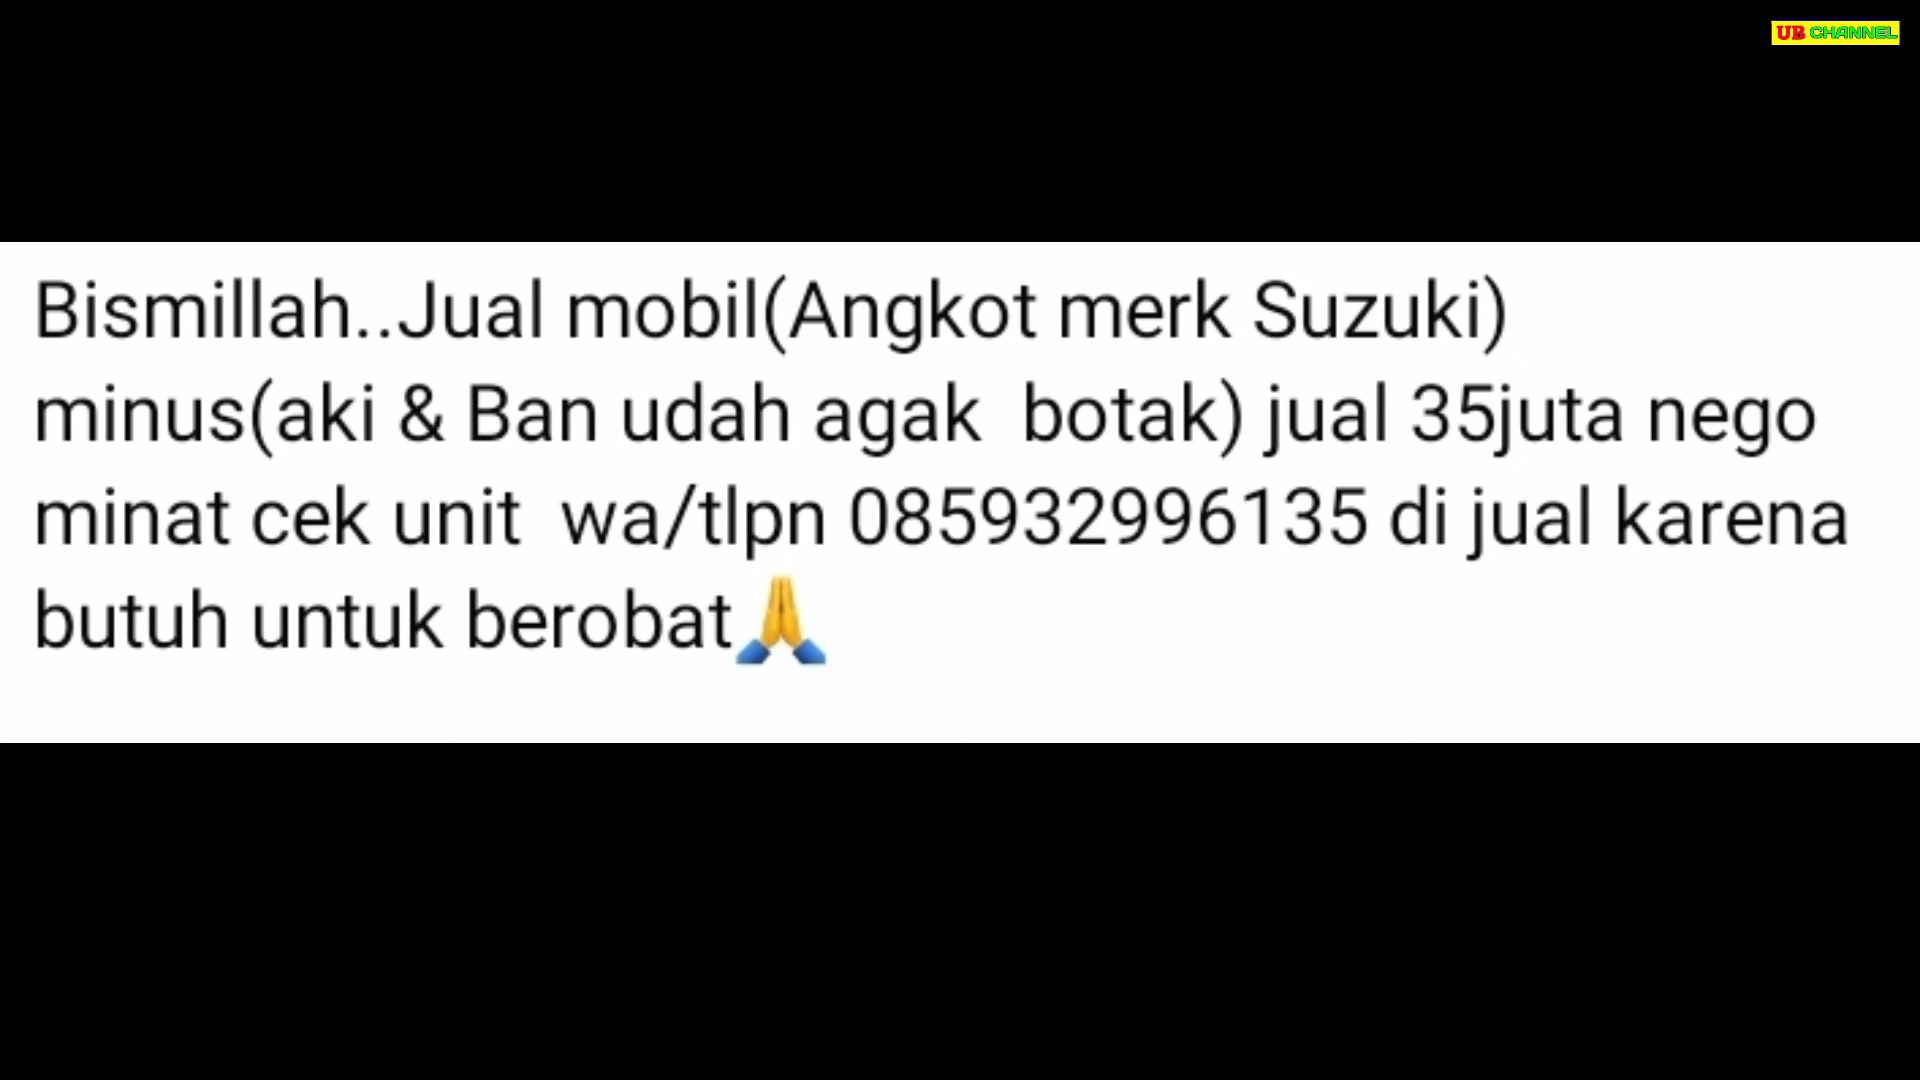 UB CHANNEL
Bismillah..Jual mobil(Angkot merk Suzuki)
minus(aki & Ban udah agak  botak) jual 35juta nego
minat cek unit  wa/tlpn 085932996135 di jual karena
butuh untuk berobat🙏